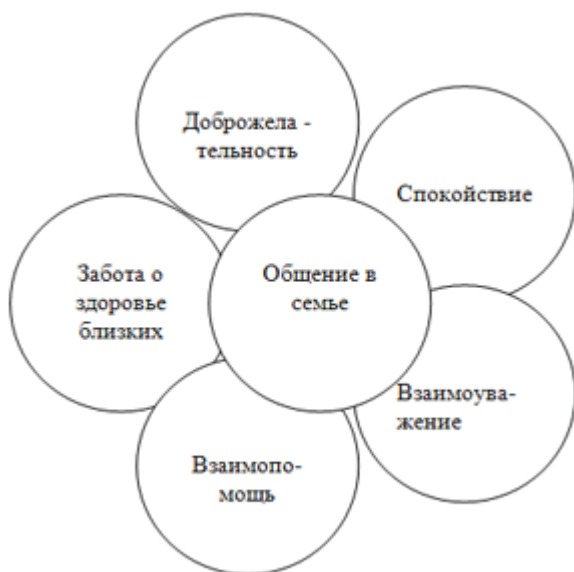 Доброжела -
тельность
Спокойствие
Забота о
здоровье
близких
Общение в
семье
Взаимоува-
жение
Взаимопо-
мощь